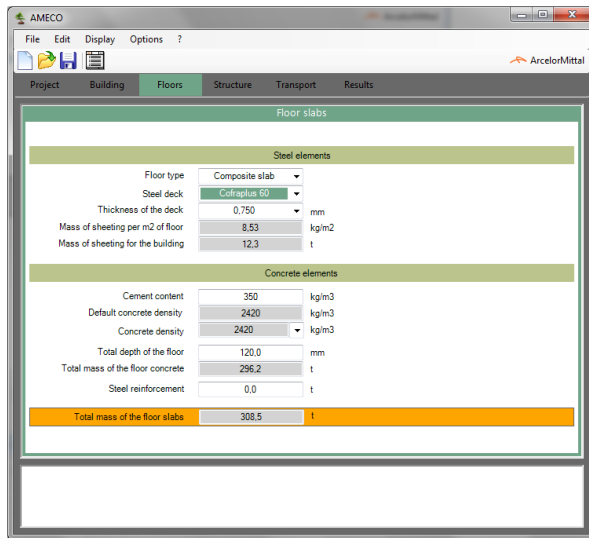 AMECO
File Edit Display Options ?
ArcelorMittal
Project Building Floors Structure Transport Results
Floor slabs
Steel elements
Floor type Composite slab
Steel deck Cofraplus 60
Thickness of the deck 0,750 mm
Mass of sheeting per m2 of floor 8,53 kg/m2
Mass of sheeting for the building 12,3 t
Concrete elements
Cement content 350 kg/m3
Default concrete density 2420 kg/m3
Concrete density 2420 kg/m3
Total depth of the floor 120,0 mm
Total mass of the floor concrete 296,2 t
Steel reinforcement 0,0 t
Total mass of the floor slabs 308,5 t